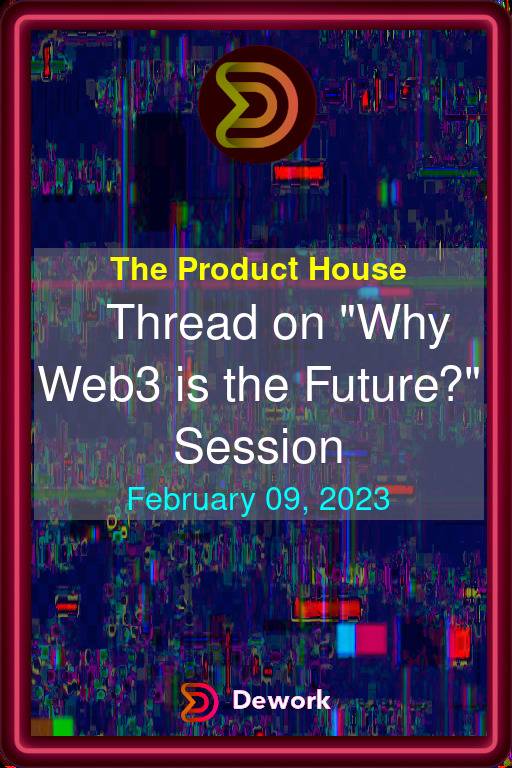 The Product House
Thread on "Why
Web3 is the Future?"
Session
February 09, 2023
Dework